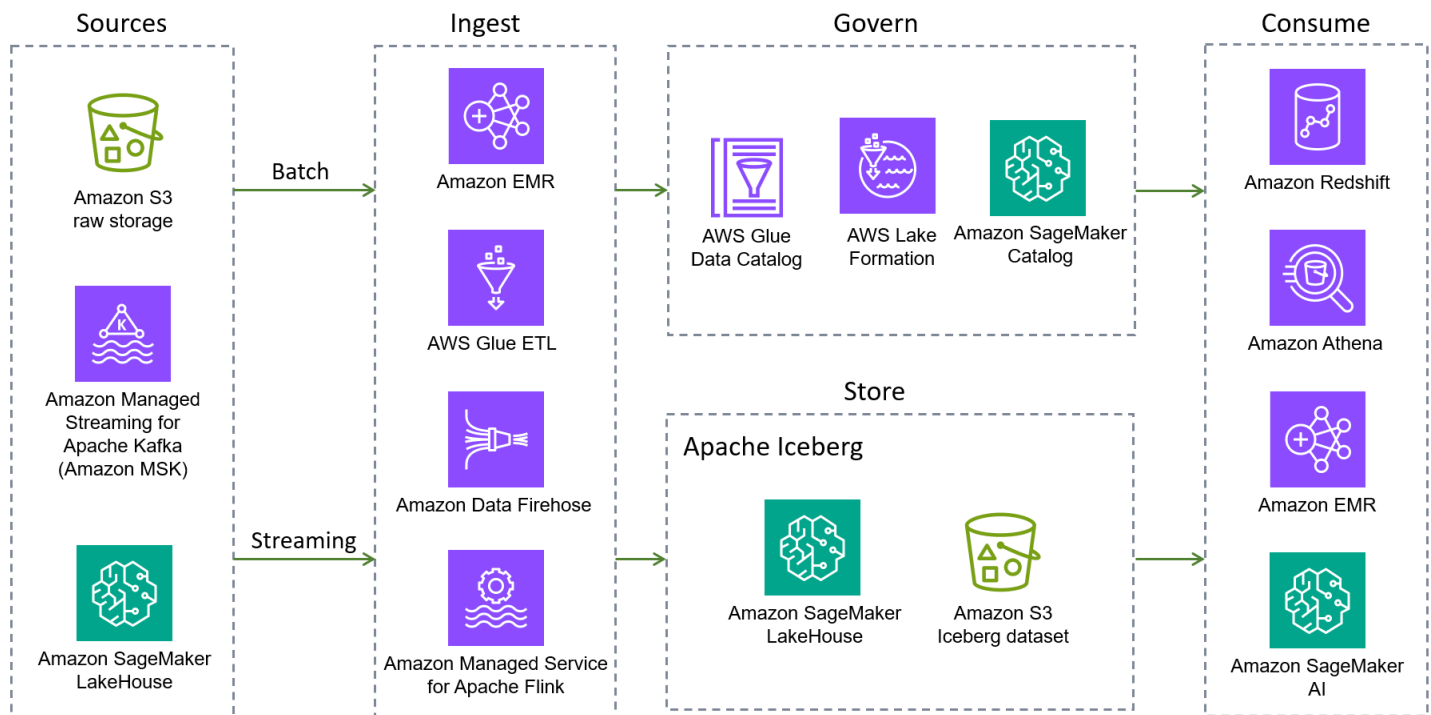 Sources
Amazon S3
raw storage
K
Amazon Managed
Streaming for
Apache Kafka
(Amazon MSK)
Amazon SageMaker
LakeHouse
Batch
Streaming
Ingest
Amazon EMR
AWS Glue ETL
Amazon Data Firehose
Amazon Managed Service
for Apache Flink
Govern
AWS Glue
Data Catalog
AWS Lake
Formation
Amazon SageMaker
Catalog
Store
Apache Iceberg
Amazon SageMaker
LakeHouse
Amazon S3
Iceberg dataset
Consume
Amazon Redshift
Amazon Athena
Amazon EMR
Amazon SageMaker
AI